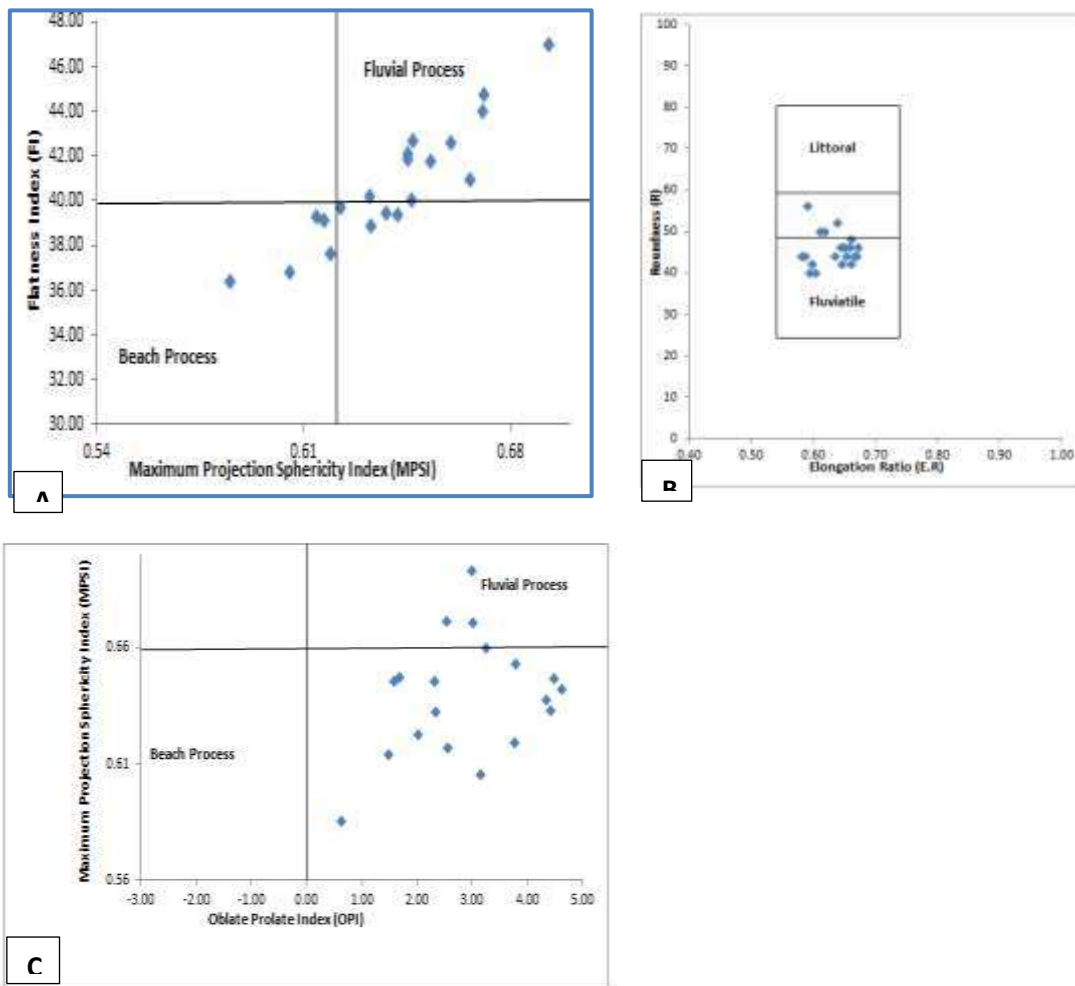 48.00
46.00
44.00
42.00
40.00
38.00
36.00
34.00
32.00
30.00
Flatness Index (FI)
Fluvial Process
Beach Process
0.54
0.61
0.68
Maximum Projection Sphericity Index (MPSI)
A
100
90
80
70
60
50
40
30
20
10
0
Roundness (R)
Littoral
Fluviatile
0.40
0.50
0.60
0.70
0.80
0.90
1.00
Elongation Ratio (E.R)
B
Maximum Projection Sphericity Index (MPSI)
0.66
0.61
0.56
Fluvial Process
Beach Process
-3.00
-2.00
-1.00
0.00
1.00
2.00
3.00
4.00
5.00
Oblate Prolate Index (OPI)
C